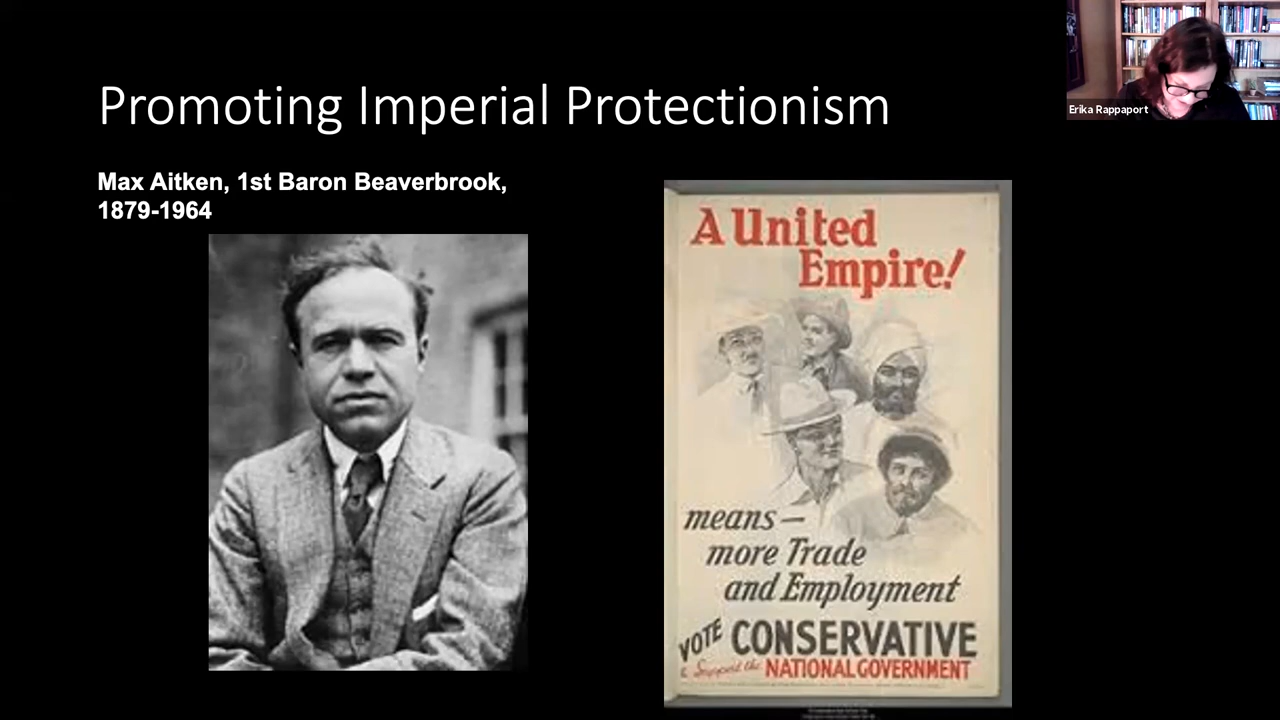 Promoting Imperial Protectionism
Erika Rappaport
Max Aitken, 1st Baron Beaverbrook,
1879-1964
A United
Empire!
means –
more Trade
and Employment
VOTE CONSERVATIVE
& Support the NATIONAL GOVERNMENT